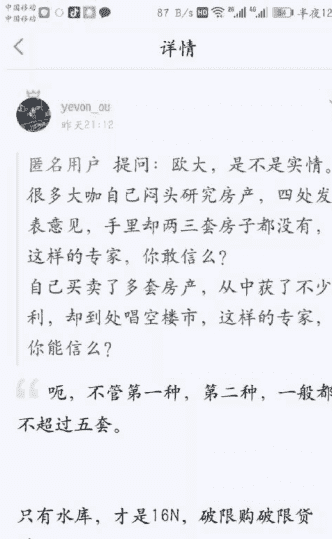 中国移动
中国移动
87 B/s HD 半夜12
详情
yevon_ou
昨天21:12
匿名用户 提问：欧大，是不是实情。
很多大咖自己闷头研究房产，四处发
表意见，手里却两三套房子都没有，
这样的专家，你敢信么？
自己买卖了多套房产，从中获了不少
利，却到处唱空楼市，这样的专家，
你能信么？
呃，不管第一种，第二种，一般都
不超过五套。
只有水库，才是16N，破限购破限贷